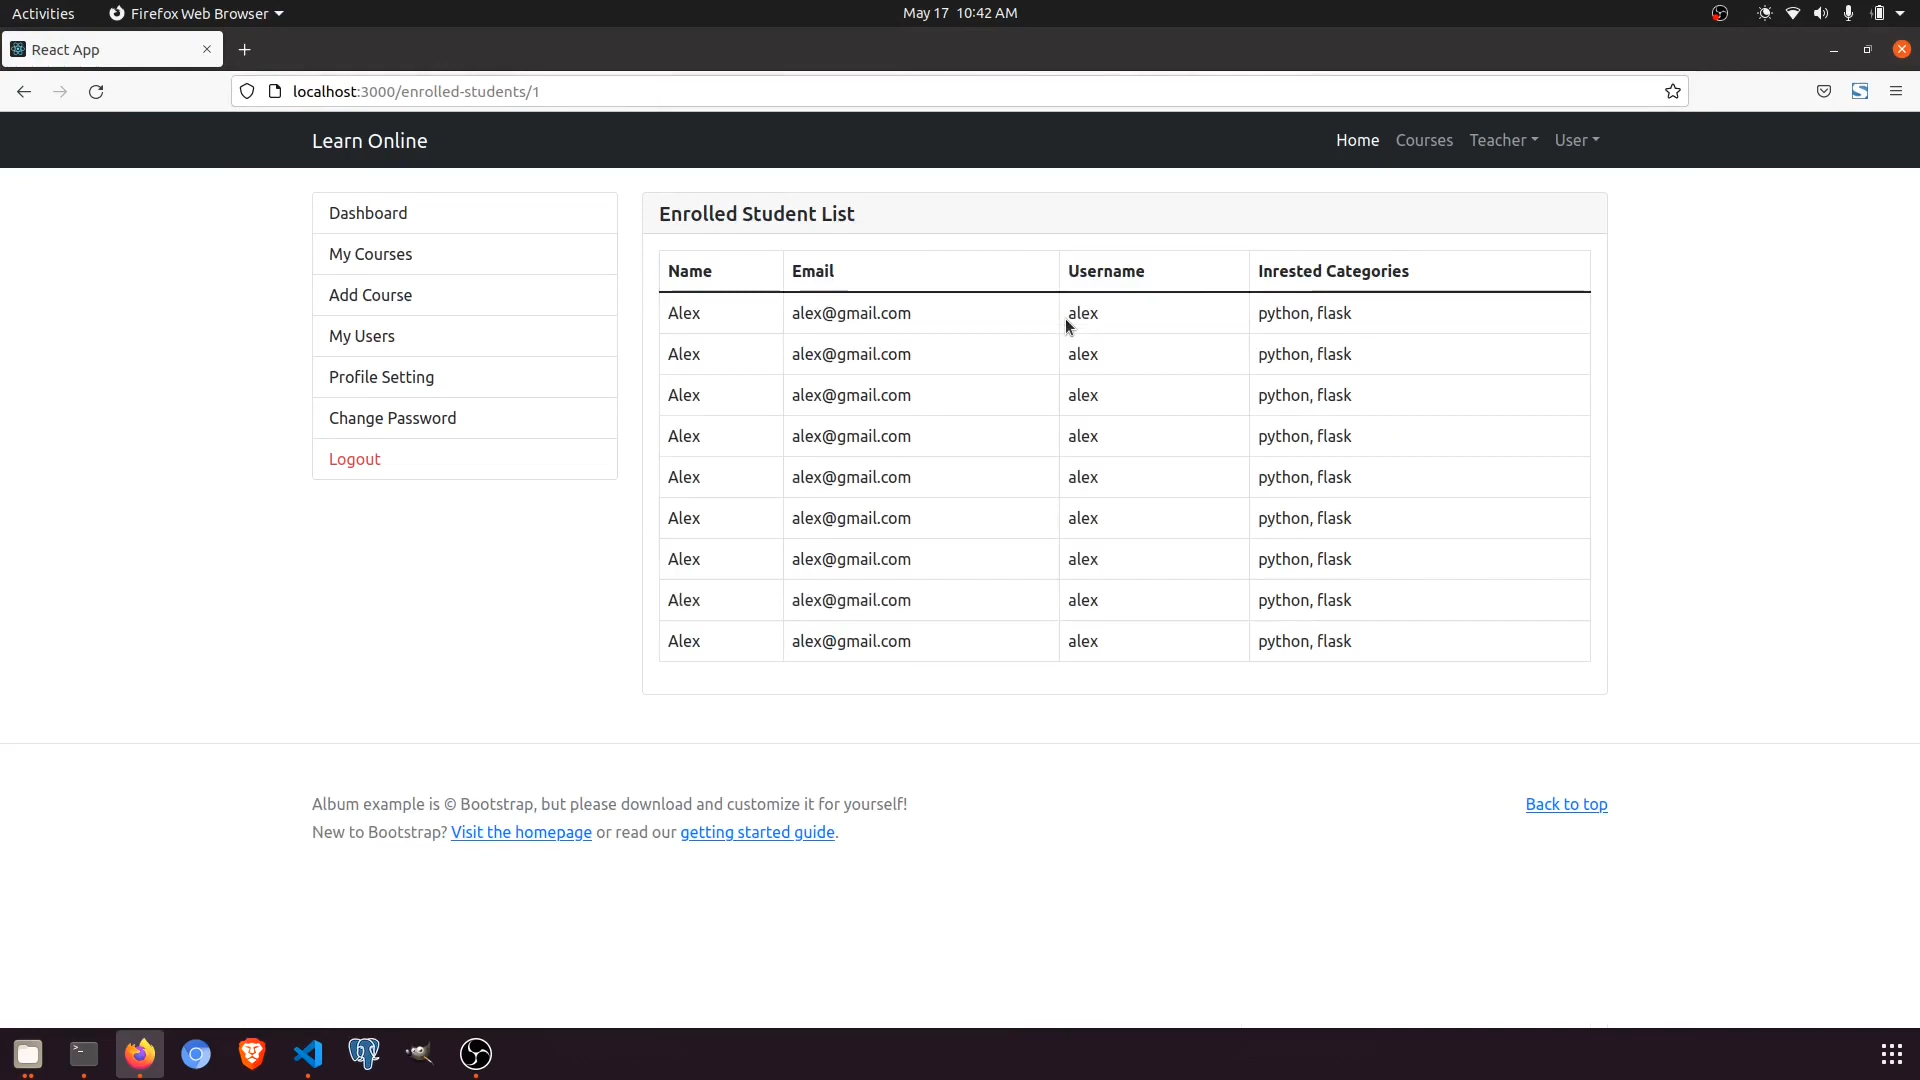 Activities Firefox Web Browser May 17 10:42 AM
React App
localhost:3000/enrolled-students/1
Learn Online Home Courses Teacher User
Dashboard
My Courses
Add Course
My Users
Profile Setting
Change Password
Logout
Enrolled Student List
Name Email Username Inrested Categories
Alex alex@gmail.com alex python, flask
Alex alex@gmail.com alex python, flask
Alex alex@gmail.com alex python, flask
Alex alex@gmail.com alex python, flask
Alex alex@gmail.com alex python, flask
Alex alex@gmail.com alex python, flask
Alex alex@gmail.com alex python, flask
Alex alex@gmail.com alex python, flask
Alex alex@gmail.com alex python, flask
Album example is © Bootstrap, but please download and customize it for yourself! Back to top
New to Bootstrap? Visit the homepage or read our getting started guide.